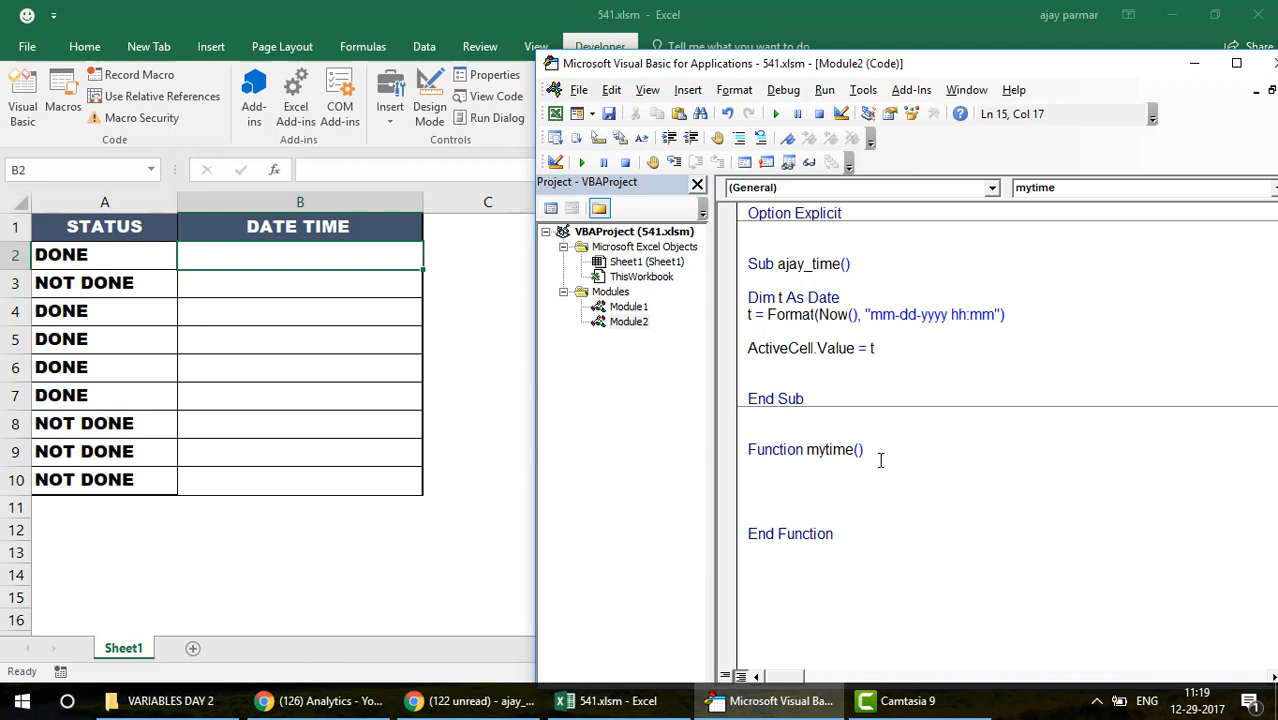 541.xlsm - Excel
ajay parmar
File
Home
New Tab
Insert
Page Layout
Formulas
Data
Review
View
Developer
Tell me what you want to do
Share
Visual Basic
Macros
Record Macro
Use Relative References
Macro Security
Code
Add-ins
Excel Add-ins
COM Add-ins
Add-ins
Insert
Design Mode
Properties
View Code
Run Dialog
Controls
B2
fx
A
B
C
1
STATUS
DATE TIME
2
DONE
3
NOT DONE
4
DONE
5
DONE
6
DONE
7
DONE
8
NOT DONE
9
NOT DONE
10
NOT DONE
11
12
13
14
15
16
Sheet1
Ready
Microsoft Visual Basic for Applications - 541.xlsm - [Module2 (Code)]
File
Edit
View
Insert
Format
Debug
Run
Tools
Add-Ins
Window
Help
Ln 15, Col 17
Project - VBAProject
VBAProject (541.xlsm)
Microsoft Excel Objects
Sheet1 (Sheet1)
ThisWorkbook
Modules
Module1
Module2
(General)
mytime
Option Explicit
Sub ajay_time()
Dim t As Date
t = Format(Now(), "mm-dd-yyyy hh:mm")
ActiveCell.Value = t
End Sub
Function mytime()
End Function
VARIABLES DAY 2
(126) Analytics - Yo...
(122 unread) - ajay_...
541.xlsm - Excel
Microsoft Visual Ba...
Camtasia 9
ENG
11:19
12-29-2017
1